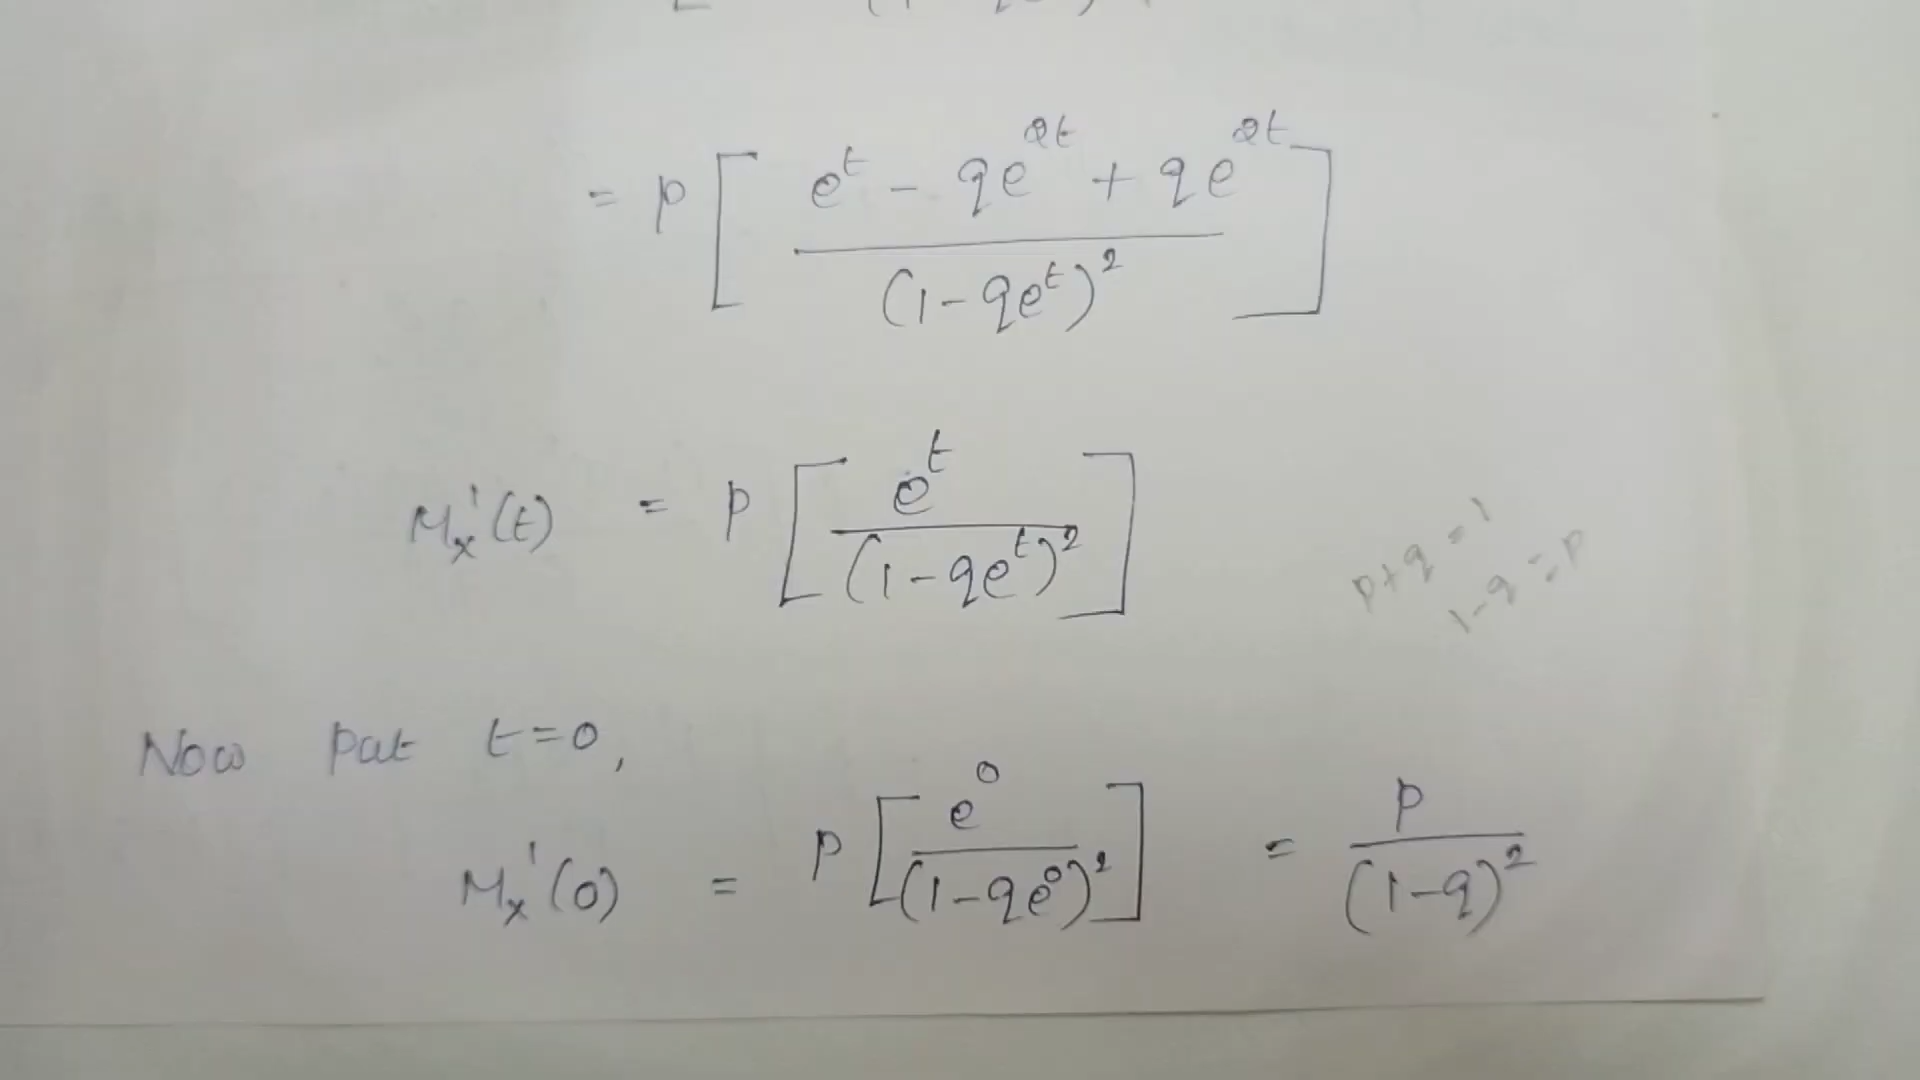 = p [ (e^t - qe^{2t} + qe^{2t}) / (1-qe^t)^2 ]
M_x'(t) = p [ e^t / (1-qe^t)^2 ]
p+q=1
1-q=p
Now put t=0,
M_x'(0) = p [ e^0 / (1-qe^0)^2 ] = p / (1-q)^2